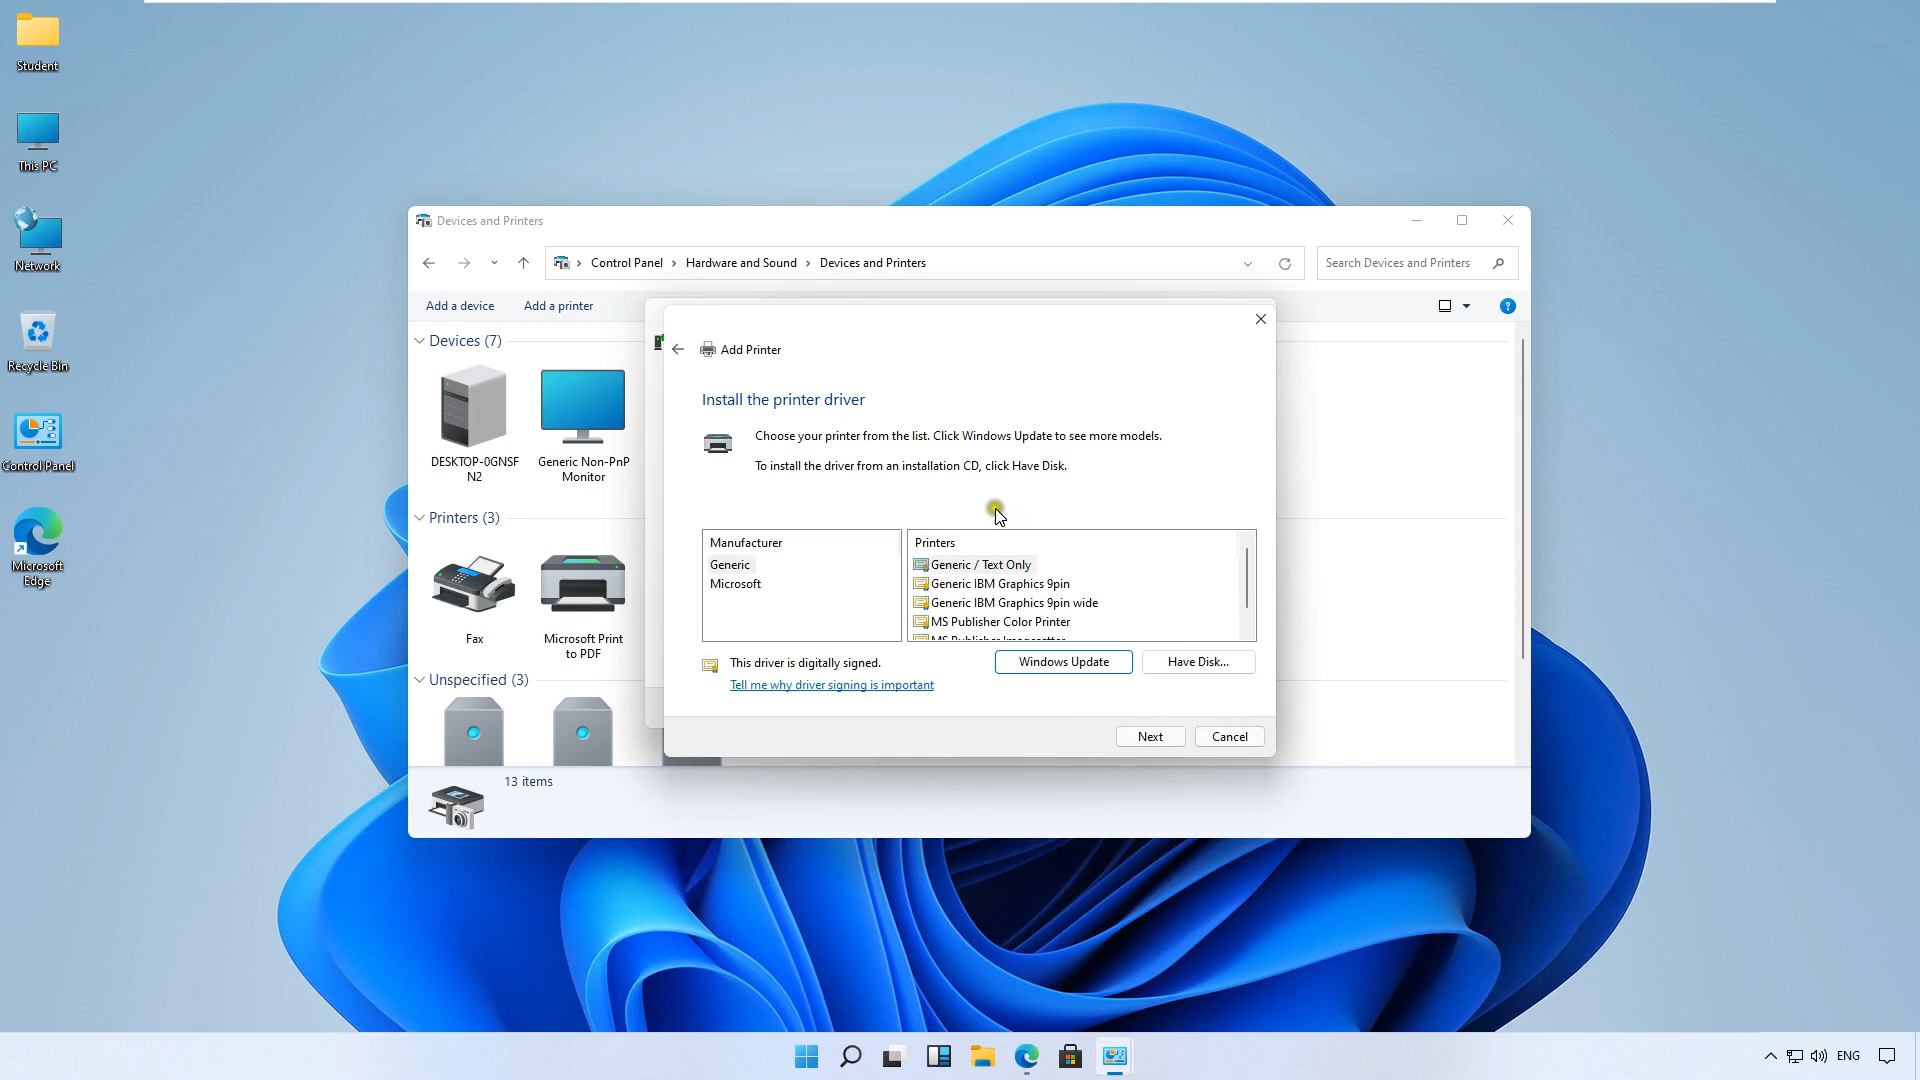 Student
This PC
Network
Recycle Bin
Control Panel
Microsoft
Edge
Devices and Printers
Control Panel
Hardware and Sound
Devices and Printers
Search Devices and Printers
Add a device
Add a printer
Devices (7)
DESKTOP-0GNSF
N2
Generic Non-PnP
Monitor
Printers (3)
Fax
Microsoft Print
to PDF
Unspecified (3)
13 items
Add Printer
Install the printer driver
Choose your printer from the list. Click Windows Update to see more models.
To install the driver from an installation CD, click Have Disk.
Manufacturer
Generic
Microsoft
Printers
Generic / Text Only
Generic IBM Graphics 9pin
Generic IBM Graphics 9pin wide
MS Publisher Color Printer
MS Publisher Imagesetter
This driver is digitally signed.
Tell me why driver signing is important
Windows Update
Have Disk...
Next
Cancel
ENG